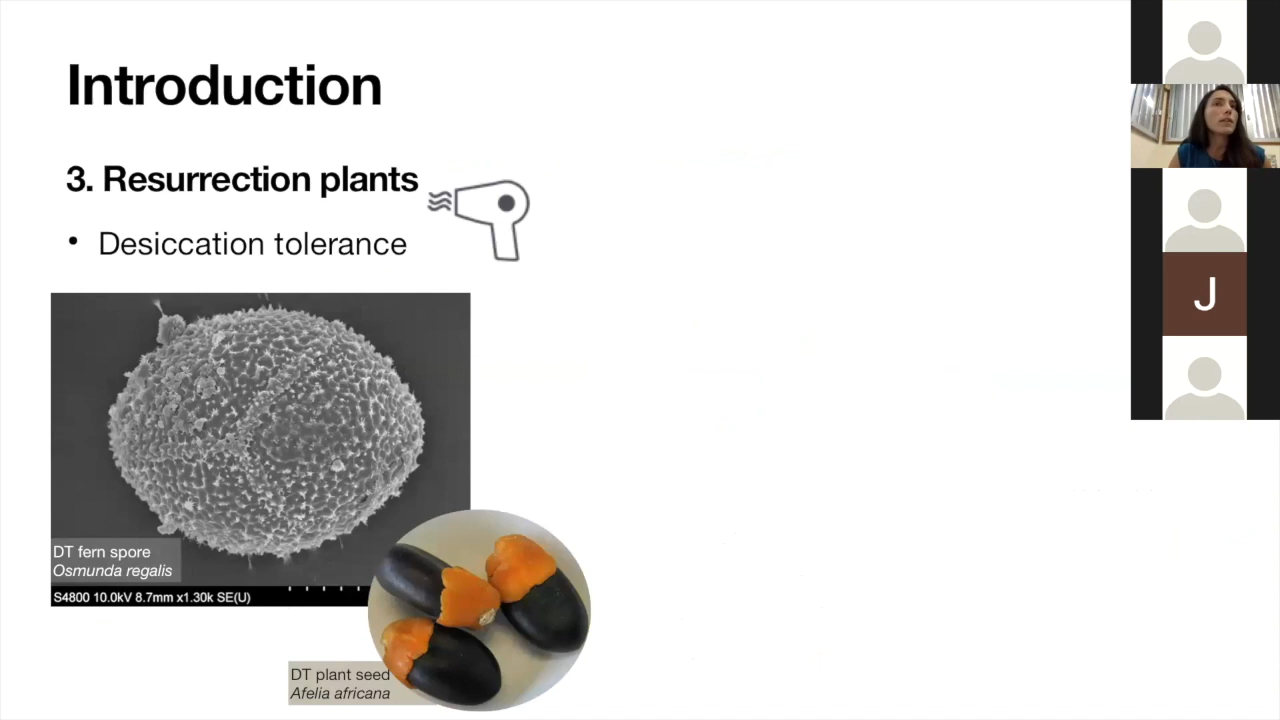 Introduction
3. Resurrection plants
• Desiccation tolerance
J
DT fern spore
Osmunda regalis
S4800 10.0kV 8.7mm x1.30k SE(U)
DT plant seed
Afelia africana